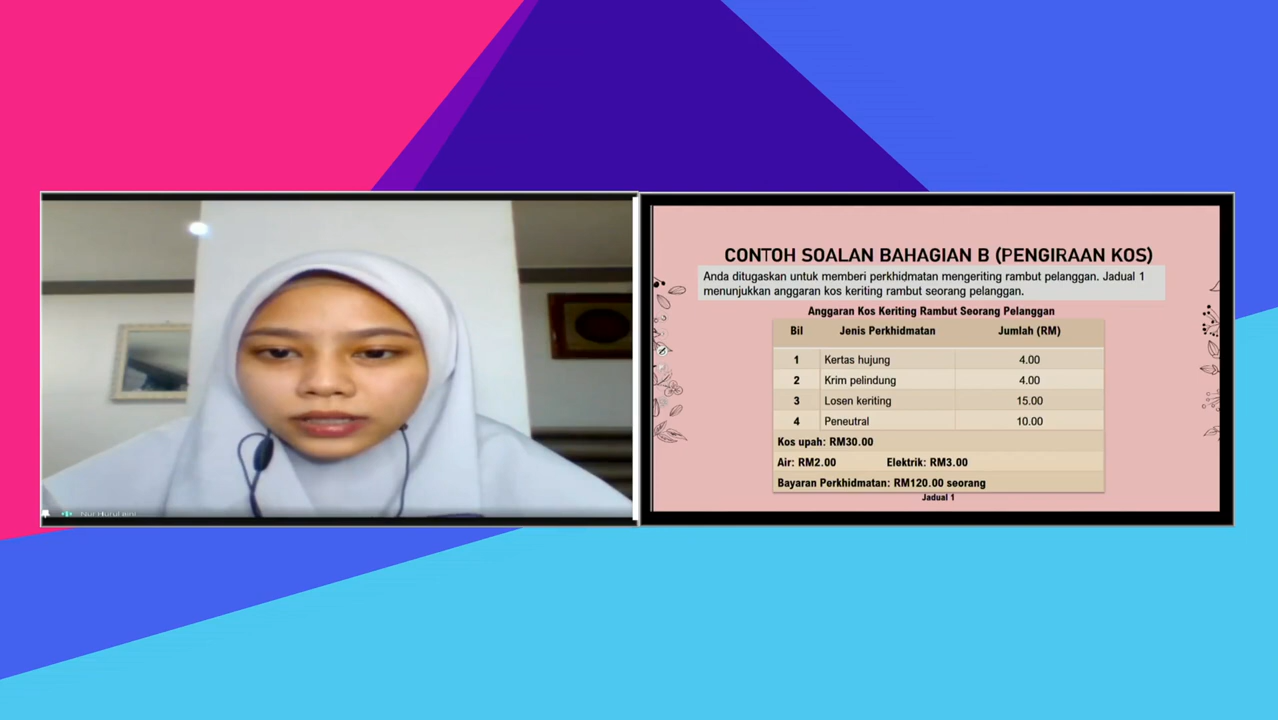 CONTOH SOALAN BAHAGIAN B (PENGIRAAN KOS)
Anda ditugaskan untuk memberi perkhidmatan mengeriting rambut pelanggan. Jadual 1
menunjukkan anggaran kos keriting rambut seorang pelanggan.
Anggaran Kos Keriting Rambut Seorang Pelanggan
Bil Jenis Perkhidmatan Jumlah (RM)
1 Kertas hujung 4.00
2 Krim pelindung 4.00
3 Losen keriting 15.00
4 Peneutral 10.00
Kos upah: RM30.00
Air: RM2.00 Elektrik: RM3.00
Bayaran Perkhidmatan: RM120.00 seorang
Jadual 1